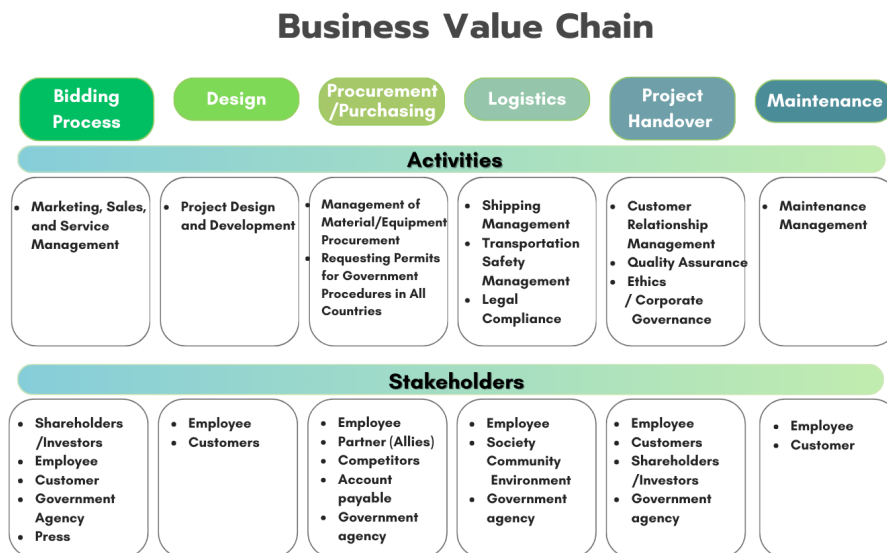 Business Value Chain
Bidding
Process
Design
Procurement
/Purchasing
Logistics
Project
Handover
Maintenance
Activities
• Marketing, Sales,
and Service
Management
• Project Design
and Development
• Management of
Material/Equipment
Procurement
• Requesting Permits
for Government
Procedures in All
Countries
• Shipping
Management
• Transportation
Safety
Management
• Legal
Compliance
• Customer
Relationship
Management
• Quality Assurance
• Ethics
/ Corporate
Governance
• Maintenance
Management
Stakeholders
• Shareholders
/Investors
• Employee
• Customer
• Government
Agency
• Press
• Employee
• Customers
• Employee
• Partner (Allies)
• Competitors
• Account
payable
• Government
agency
• Employee
• Society
Community
Environment
• Government
agency
• Employee
• Customers
• Shareholders
/Investors
• Government
agency
• Employee
• Customer